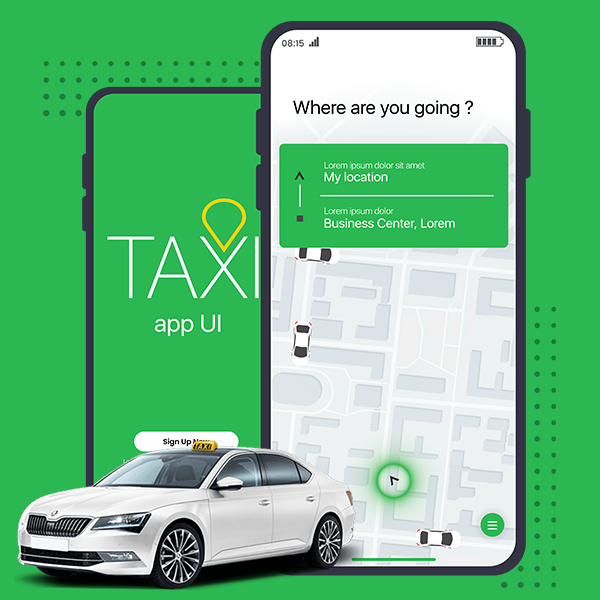 08:15
Where are you going ?
Lorem ipsum dolor sit amet
My location
Lorem ipsum dolor
Business Center, Lorem
TAXI
app UI
Sign Up Now
TAXI